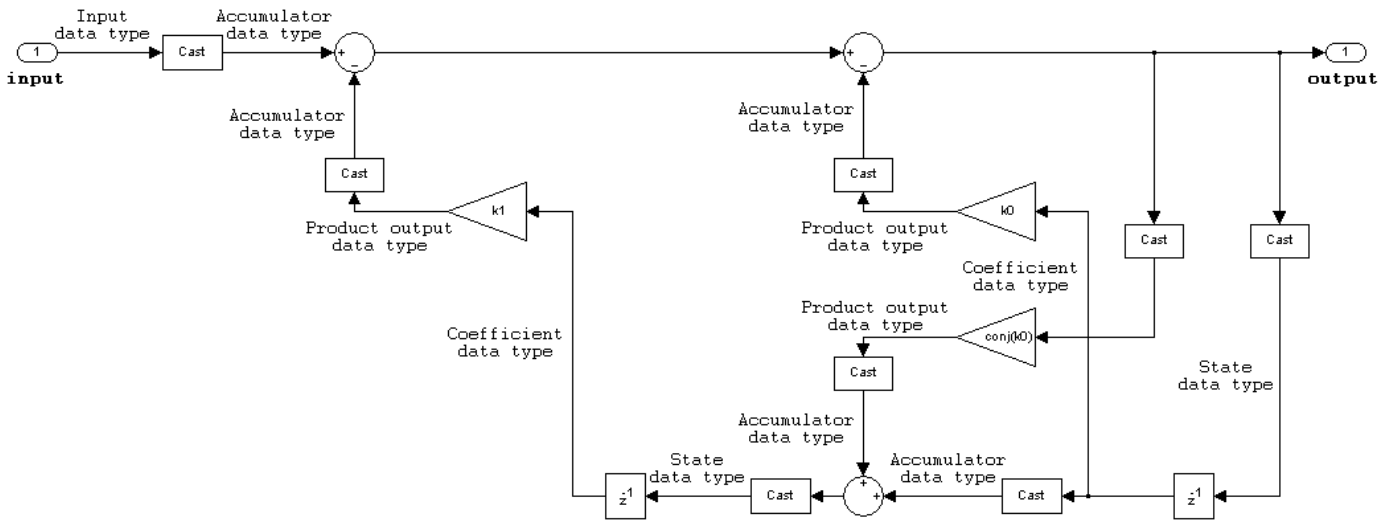 Input
data type
Accumulator
data type
1
Cast
+
−
+
−
1
input
output
Accumulator
data type
Accumulator
data type
Cast
Cast
k1
k0
Product output
data type
Product output
data type
Cast
Cast
Coefficient
data type
Product output
data type
conj(k0)
Coefficient
data type
Cast
State
data type
Accumulator
data type
State
data type
Accumulator
data type
z-1
Cast
+
+
Cast
z-1